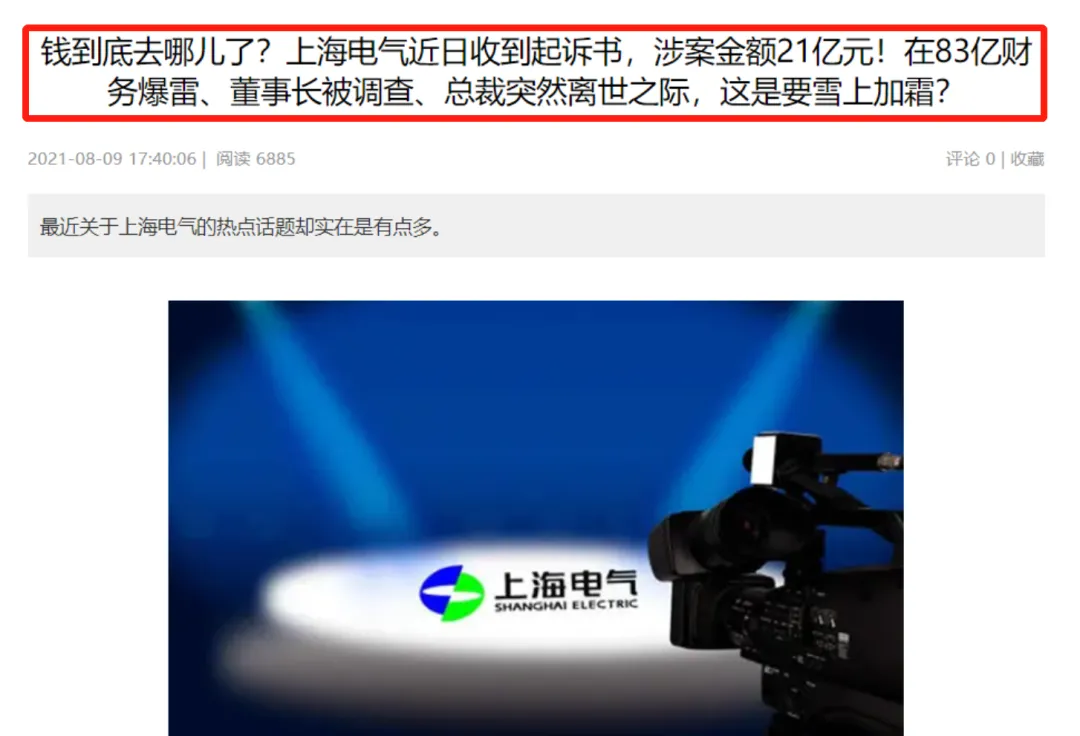 钱到底去哪儿了？上海电气近日收到起诉书，涉案金额21亿元！在83亿财
务爆雷、董事长被调查、总裁突然离世之际，这是要雪上加霜？
2021-08-09 17:40:06 | 阅读 6885
评论 0 | 收藏
最近关于上海电气的热点话题却实在是有点多。
上海电气
SHANGHAI ELECTRIC